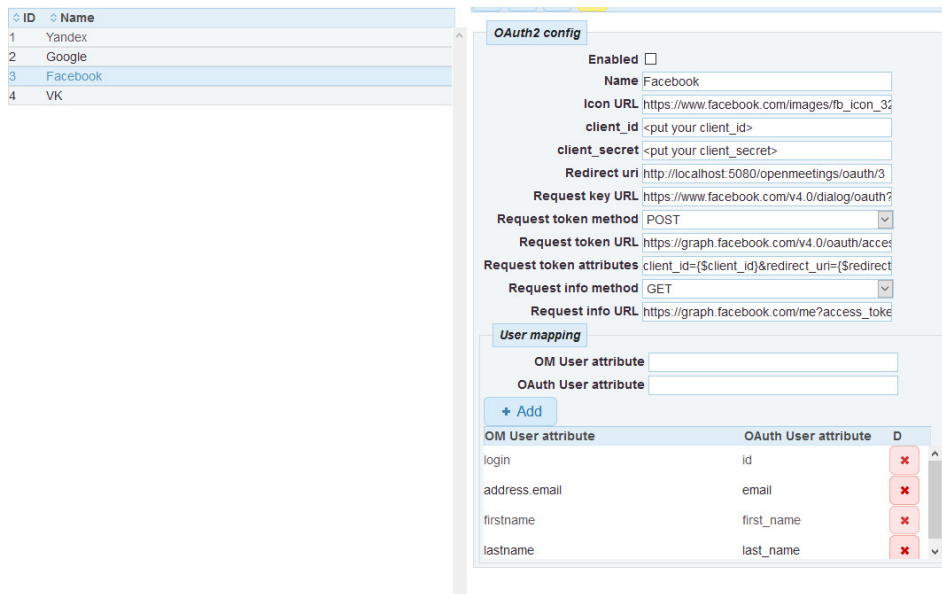 ID Name
1 Yandex
2 Google
3 Facebook
4 VK
OAuth2 config
Enabled
Name Facebook
Icon URL https://www.facebook.com/images/fb_icon_32
client_id <put your client_id>
client_secret <put your client_secret>
Redirect uri http://localhost:5080/openmeetings/oauth/3
Request key URL https://www.facebook.com/v4.0/dialog/oauth?
Request token method POST
Request token URL https://graph.facebook.com/v4.0/oauth/acces
Request token attributes client_id={$client_id}&redirect_uri={$redirect
Request info method GET
Request info URL https://graph.facebook.com/me?access_toke
User mapping
OM User attribute
OAuth User attribute
+ Add
OM User attribute OAuth User attribute D
login id
address.email email
firstname first_name
lastname last_name